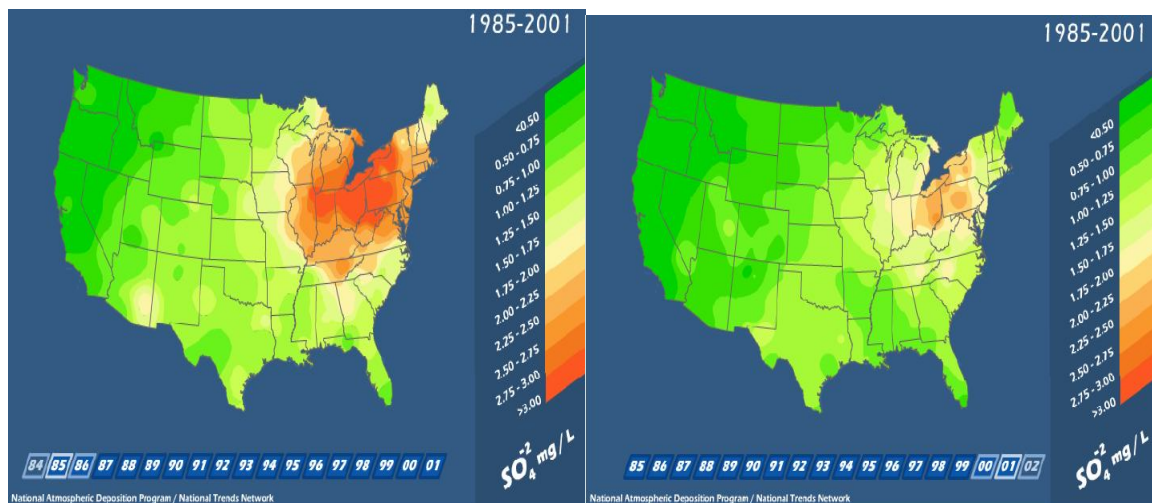 1985-2001
<0.50
0.50 - 0.75
0.75 - 1.00
1.00 - 1.25
1.25 - 1.50
1.50 - 1.75
1.75 - 2.00
2.00 - 2.25
2.25 - 2.50
2.50 - 2.75
2.75 - 3.00
>3.00
SO₄⁻² mg / L
84 85 86 87 88 89 90 91 92 93 94 95 96 97 98 99 00 01
National Atmospheric Deposition Program / National Trends Network
1985-2001
<0.50
0.50 - 0.75
0.75 - 1.00
1.00 - 1.25
1.25 - 1.50
1.50 - 1.75
1.75 - 2.00
2.00 - 2.25
2.25 - 2.50
2.50 - 2.75
2.75 - 3.00
>3.00
SO₄⁻² mg / L
85 86 87 88 89 90 91 92 93 94 95 96 97 98 99 00 01 02
National Atmospheric Deposition Program / National Trends Network